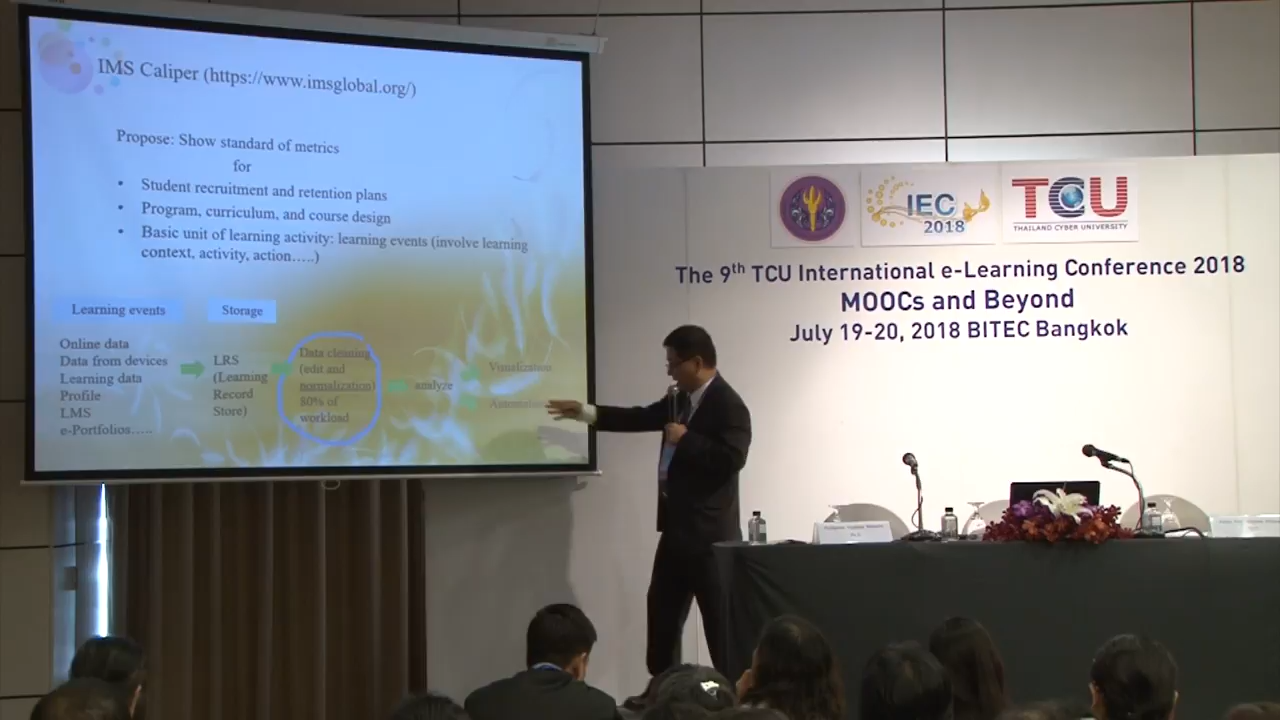 IMS Caliper (https://www.imsglobal.org/)
Propose: Show standard of metrics
for
• Student recruitment and retention plans
• Program, curriculum, and course design
• Basic unit of learning activity: learning events (involve learning
context, activity, action…..)
Learning events
Storage
Online data
Data from devices
Learning data
Profile
LMS
e-Portfolios…..
LRS
(Learning
Record
Store)
Data cleaning
(edit and
normalization)
80% of
workload
analyze
IEC
2018
TCU
THAILAND CYBER UNIVERSITY
The 9th TCU International e-Learning Conference 2018
MOOCs and Beyond
July 19-20, 2018 BITEC Bangkok